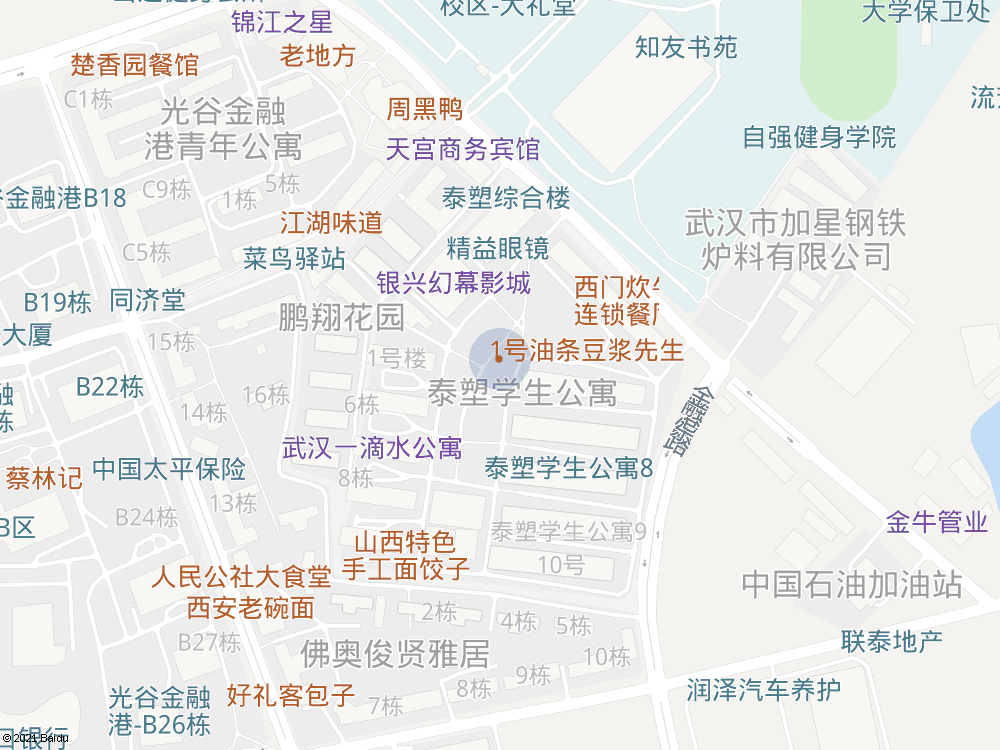 校区-大礼堂
大学保卫处
锦江之星
老地方
知友书苑
楚香园餐馆
C1栋
光谷金融
港青年公寓
周黑鸭
天宫商务宾馆
自强健身学院
C9栋
5栋
1栋
金融港B18
泰塑综合楼
江湖味道
武汉市加星钢铁
炉料有限公司
C5栋
菜鸟驿站
精益眼镜
银兴幻幕影城
西门炊
连锁餐
B19栋
同济堂
鹏翔花园
大厦
15栋
1号楼
1号油条豆浆先生
B22栋
16栋
泰塑学生公寓
14栋
6栋
金融港路
栋
武汉一滴水公寓
中国太平保险
蔡林记
8栋
泰塑学生公寓8
13栋
B24栋
B区
泰塑学生公寓9
金牛管业
山西特色
手工面饺子
10号
人民公社大食堂
西安老碗面
中国石油加油站
2栋
4栋
5栋
B27栋
佛奥俊贤雅居
联泰地产
10栋
9栋
8栋
7栋
光谷金融
港-B26栋
好礼客包子
润泽汽车养护
银行
© 2021 Baidu